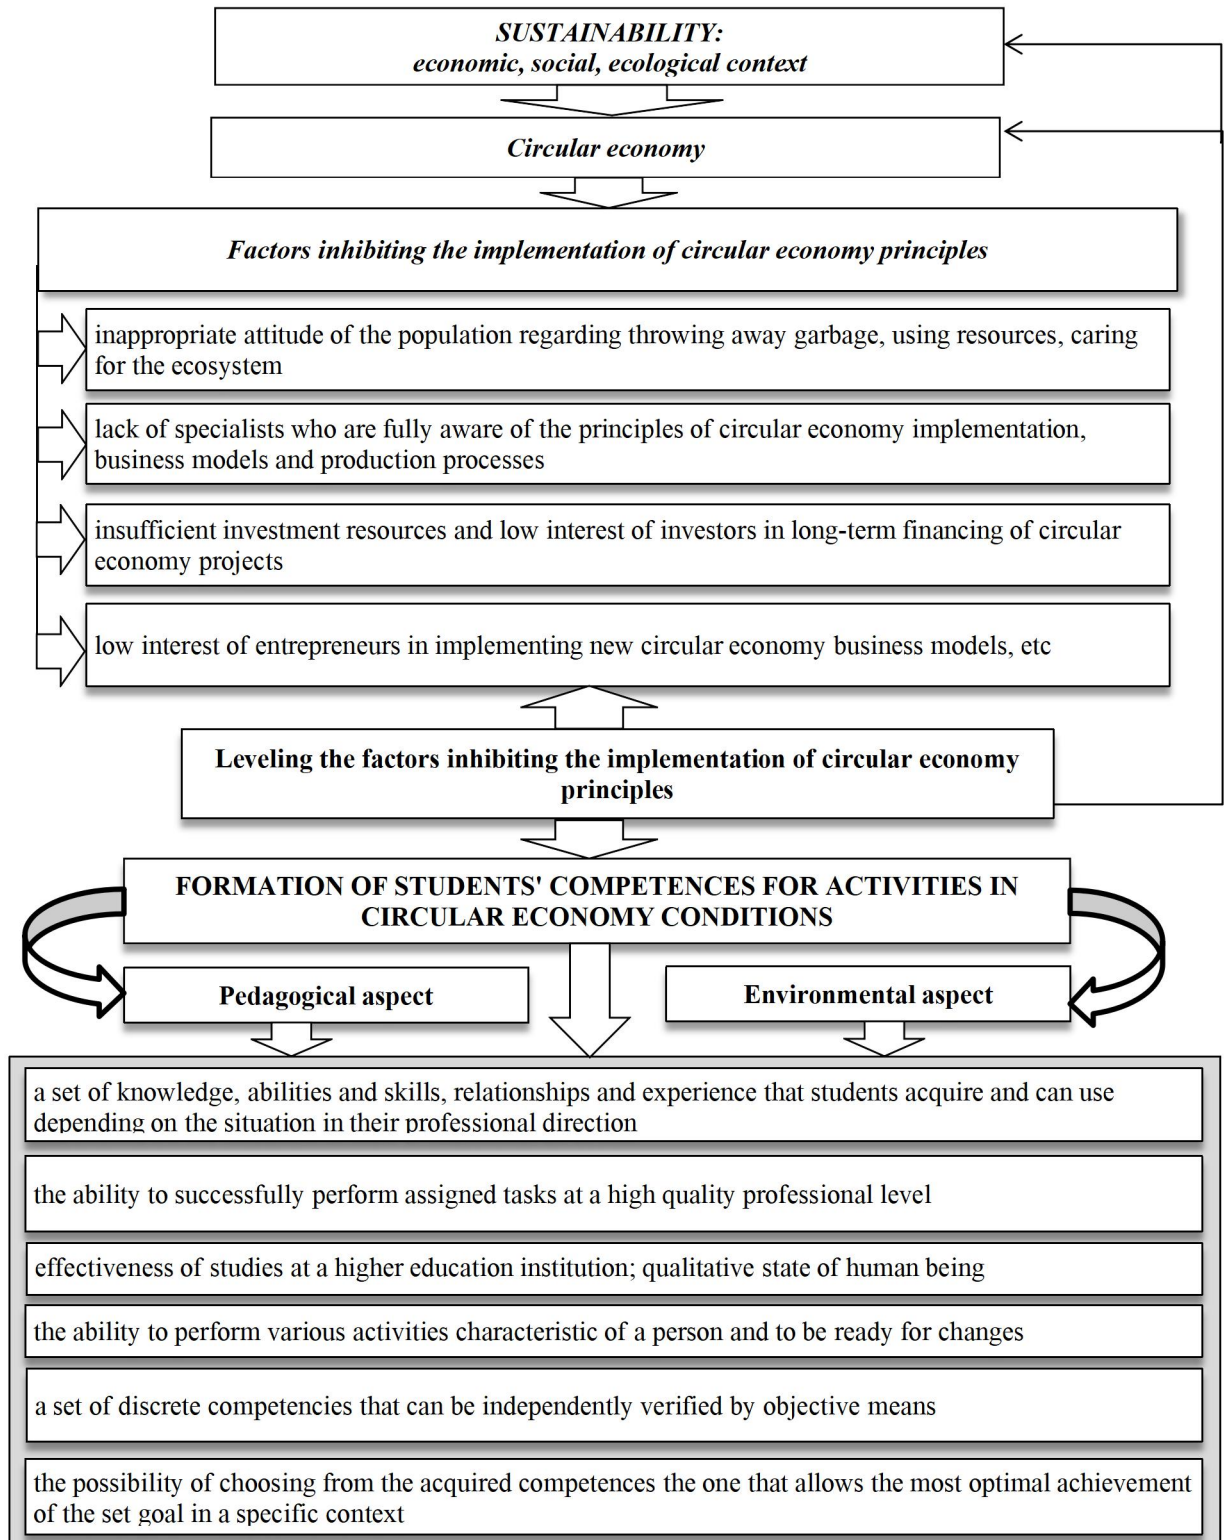 SUSTAINABILITY:
economic, social, ecological context
Circular economy
Factors inhibiting the implementation of circular economy principles
inappropriate attitude of the population regarding throwing away garbage, using resources, caring
for the ecosystem
lack of specialists who are fully aware of the principles of circular economy implementation,
business models and production processes
insufficient investment resources and low interest of investors in long-term financing of circular
economy projects
low interest of entrepreneurs in implementing new circular economy business models, etc
Leveling the factors inhibiting the implementation of circular economy
principles
FORMATION OF STUDENTS' COMPETENCES FOR ACTIVITIES IN
CIRCULAR ECONOMY CONDITIONS
Pedagogical aspect
Environmental aspect
a set of knowledge, abilities and skills, relationships and experience that students acquire and can use
depending on the situation in their professional direction
the ability to successfully perform assigned tasks at a high quality professional level
effectiveness of studies at a higher education institution; qualitative state of human being
the ability to perform various activities characteristic of a person and to be ready for changes
a set of discrete competencies that can be independently verified by objective means
the possibility of choosing from the acquired competences the one that allows the most optimal achievement
of the set goal in a specific context